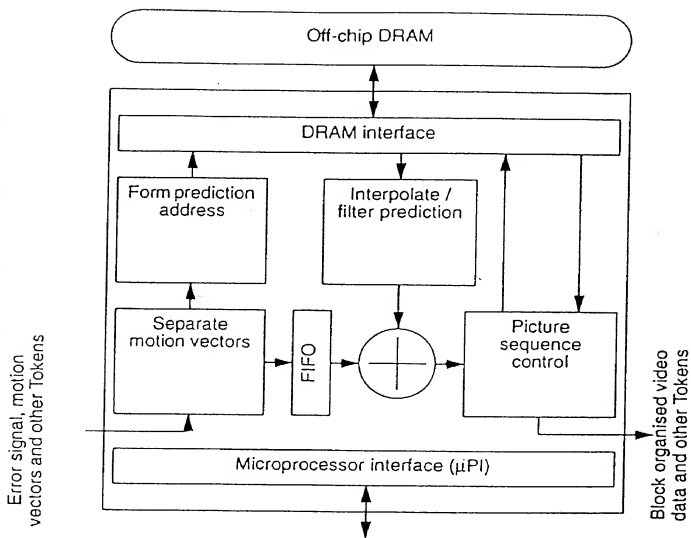 Off-chip DRAM
DRAM interface
Form prediction
address
Interpolate /
filter prediction
Separate
motion vectors
FIFO
Picture
sequence
control
Error signal, motion
vectors and other Tokens
Block organised video
data and other Tokens
Microprocessor interface (µPI)